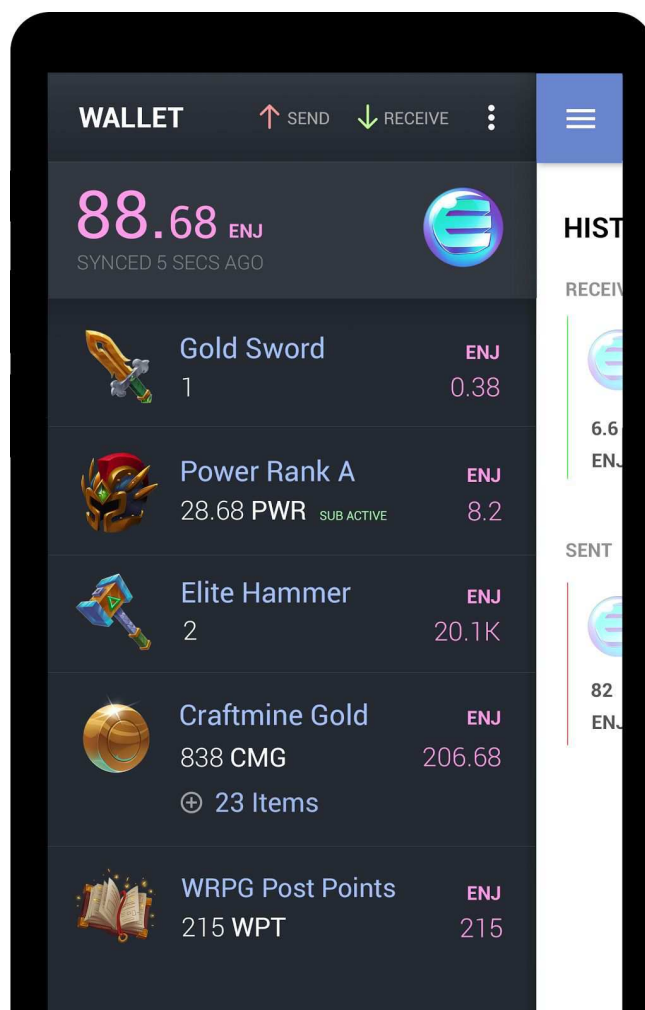 WALLET SEND RECEIVE
88.68 ENJ
SYNCED 5 SECS AGO
Gold Sword ENJ
1 0.38
Power Rank A ENJ
28.68 PWR SUB ACTIVE 8.2
Elite Hammer ENJ
2 20.1K
Craftmine Gold ENJ
838 CMG 206.68
23 Items
WRPG Post Points ENJ
215 WPT 215
HIST
RECEIV
6.6
ENJ
SENT
82
ENJ